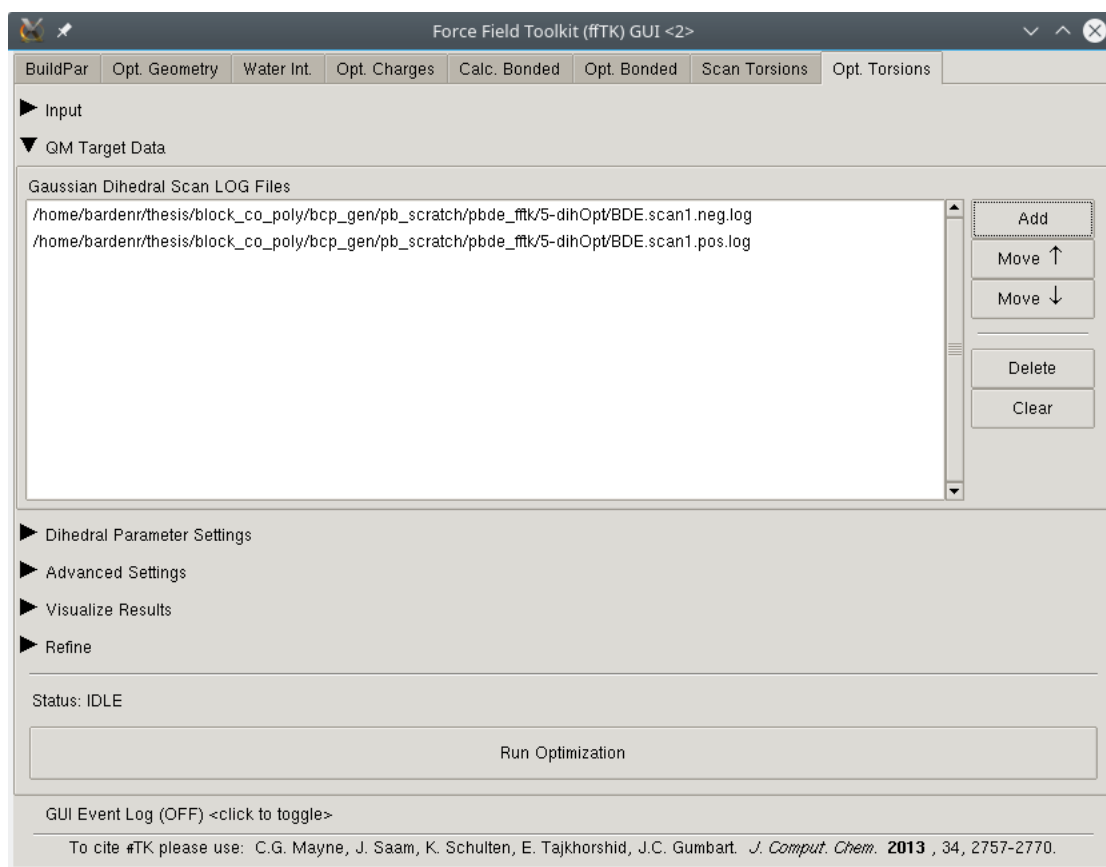 Force Field Toolkit (ffTK) GUI <2>
BuildPar Opt. Geometry Water Int. Opt. Charges Calc. Bonded Opt. Bonded Scan Torsions Opt. Torsions
Input
QM Target Data
Gaussian Dihedral Scan LOG Files
/home/bardenr/thesis/block_co_poly/bcp_gen/pb_scratch/pbde_fftk/5-dihOpt/BDE.scan1.neg.log
/home/bardenr/thesis/block_co_poly/bcp_gen/pb_scratch/pbde_fftk/5-dihOpt/BDE.scan1.pos.log
Add
Move ↑
Move ↓
Delete
Clear
Dihedral Parameter Settings
Advanced Settings
Visualize Results
Refine
Status: IDLE
Run Optimization
GUI Event Log (OFF) <click to toggle>
To cite ffTK please use: C.G. Mayne, J. Saam, K. Schulten, E. Tajkhorshid, J.C. Gumbart. J. Comput. Chem. 2013 , 34, 2757-2770.